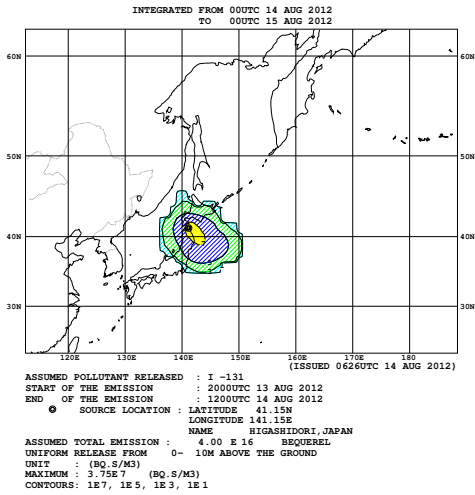 INTEGRATED FROM 00UTC 14 AUG 2012
TO 00UTC 15 AUG 2012
60N 60N
50N 50N
40N 40N
30N 30N
120E 130E 140E 150E 160E 170E 180
(ISSUED 0626UTC 14 AUG 2012)
ASSUMED POLLUTANT RELEASED : I -131
START OF THE EMISSION : 2000UTC 13 AUG 2012
END OF THE EMISSION : 1200UTC 14 AUG 2012
SOURCE LOCATION : LATITUDE 41.15N
LONGITUDE 141.15E
NAME HIGASHIDORI,JAPAN
ASSUMED TOTAL EMISSION : 4.00 E 16 BEQUEREL
UNIFORM RELEASE FROM 0- 10M ABOVE THE GROUND
UNIT : (BQ.S/M3)
MAXIMUM : 3.75E 7 (BQ.S/M3)
CONTOURS: 1E 7, 1E 5, 1E 3, 1E 1